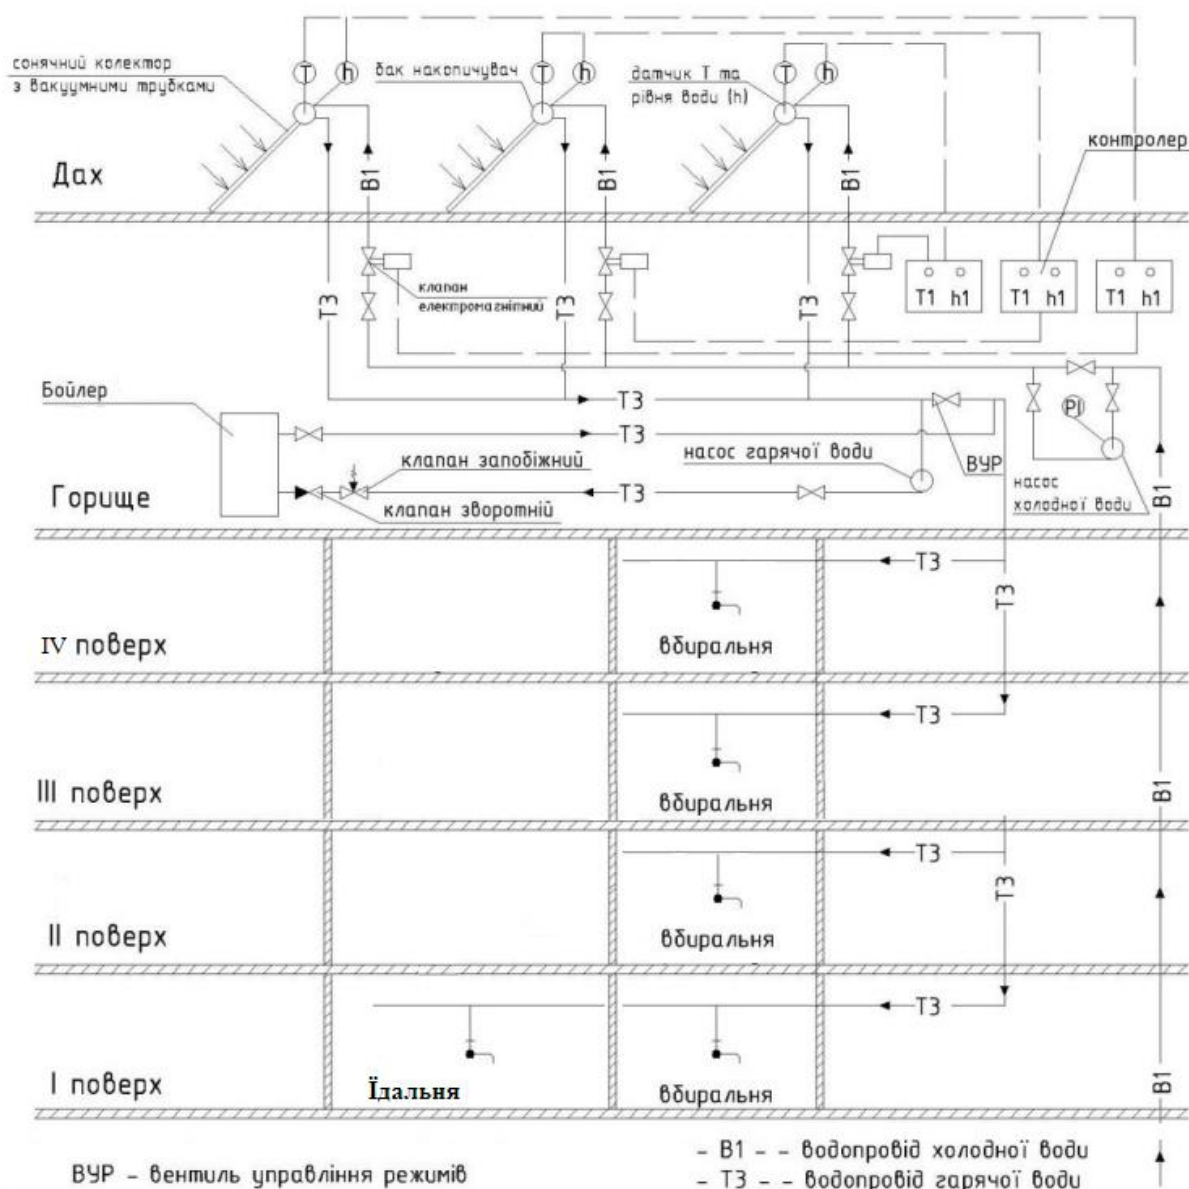 сонячний колектор
з вакуумними трубками
бак накопичувач
датчик Т та
рівня води (h)
T h
T h
T h
контролер
Дах
В1
В1
В1
клапан
електромагнітний
Т3
Т3
Т3
T1 h1
T1 h1
T1 h1
Бойлер
Т3
Т3
PI
клапан запобіжний
насос гарячої води
ВУР
насос
холодної води
Горище
Т3
клапан зворотній
В1
Т3
Т3
IV поверх
вбиральня
Т3
III поверх
вбиральня
В1
Т3
Т3
II поверх
вбиральня
Т3
I поверх
Їдальня
вбиральня
В1
ВУР – вентиль управління режимів
– В1 – – водопровід холодної води
– Т3 – – водопровід гарячої води